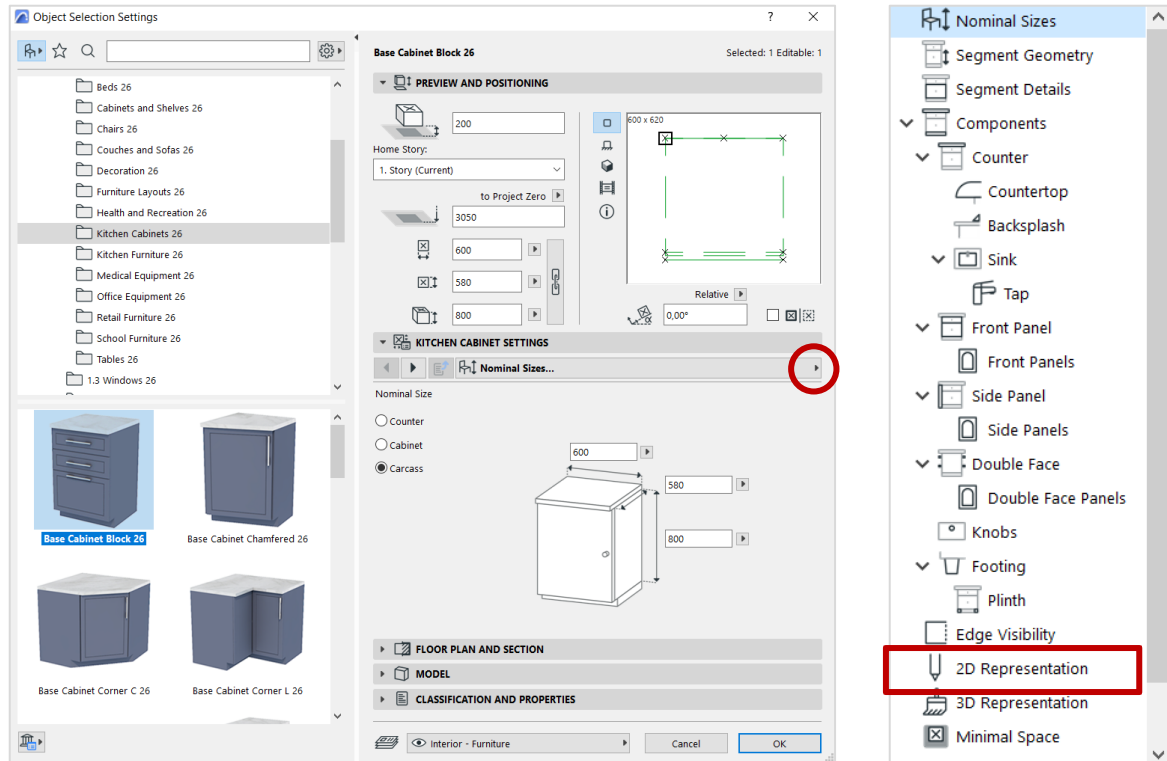 Object Selection Settings
?
Beds 26
Cabinets and Shelves 26
Chairs 26
Couches and Sofas 26
Decoration 26
Furniture Layouts 26
Health and Recreation 26
Kitchen Cabinets 26
Kitchen Furniture 26
Medical Equipment 26
Office Equipment 26
Retail Furniture 26
School Furniture 26
Tables 26
1.3 Windows 26
Base Cabinet Block 26
Base Cabinet Chamfered 26
Base Cabinet Corner C 26
Base Cabinet Corner L 26
Base Cabinet Block 26
Selected: 1 Editable: 1
PREVIEW AND POSITIONING
200
Home Story:
1. Story (Current)
to Project Zero
3050
600
580
800
600 x 620
Relative
0,00°
KITCHEN CABINET SETTINGS
Nominal Sizes...
Nominal Size
Counter
Cabinet
Carcass
600
580
800
FLOOR PLAN AND SECTION
MODEL
CLASSIFICATION AND PROPERTIES
Interior - Furniture
Cancel
OK
Nominal Sizes
Segment Geometry
Segment Details
Components
Counter
Countertop
Backsplash
Sink
Tap
Front Panel
Front Panels
Side Panel
Side Panels
Double Face
Double Face Panels
Knobs
Footing
Plinth
Edge Visibility
2D Representation
3D Representation
Minimal Space